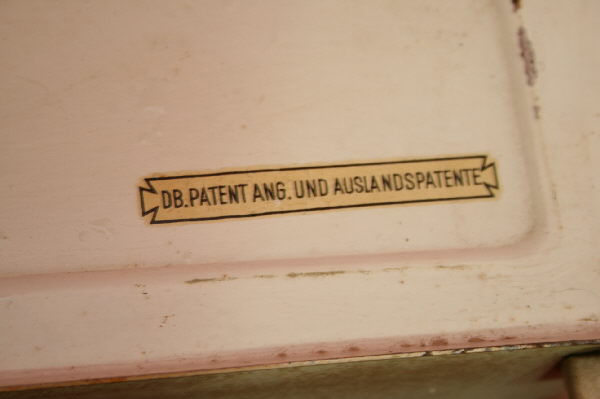 DB. PATENT ANG. UND AUSLANDSPATENTE